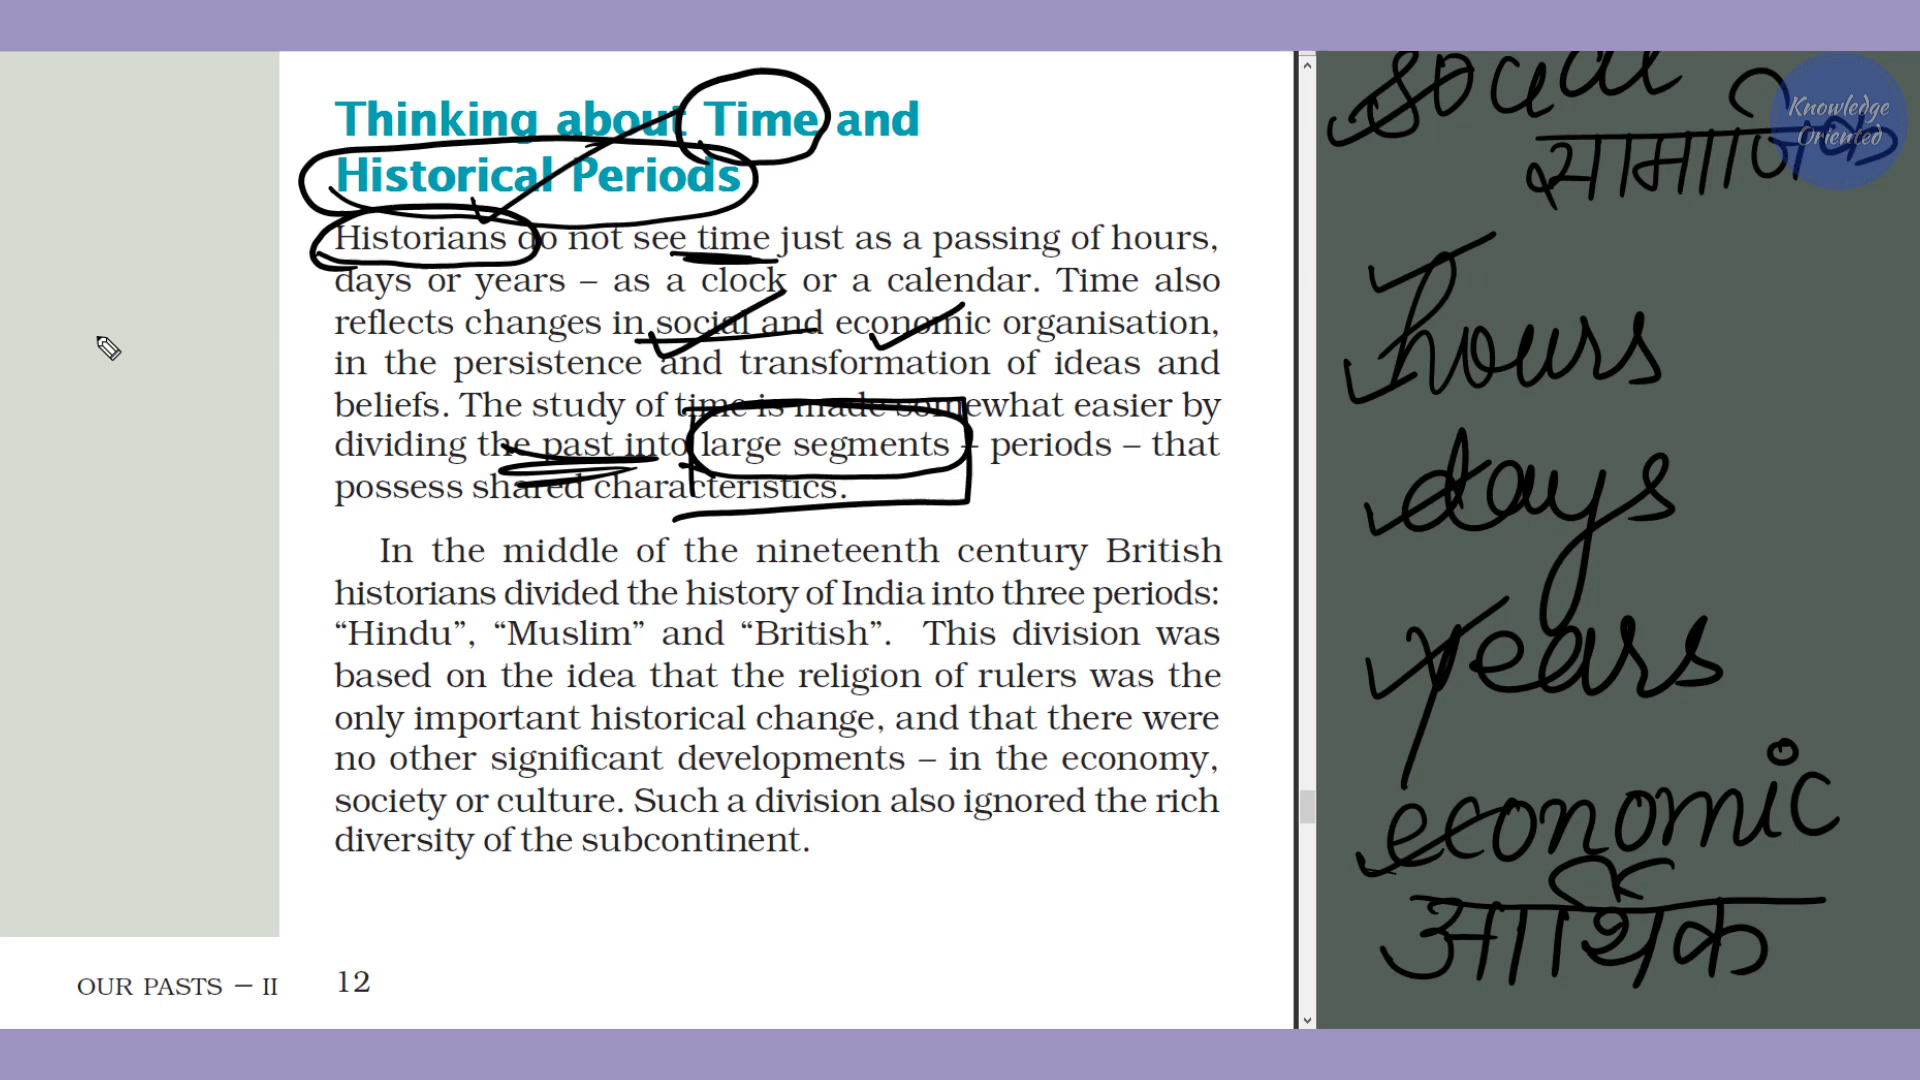 Thinking about Time and
Historical Periods
Historians do not see time just as a passing of hours,
days or years – as a clock or a calendar. Time also
reflects changes in social and economic organisation,
in the persistence and transformation of ideas and
beliefs. The study of time is made somewhat easier by
dividing the past into large segments – periods – that
possess shared characteristics.
In the middle of the nineteenth century British
historians divided the history of India into three periods:
“Hindu”, “Muslim” and “British”. This division was
based on the idea that the religion of rulers was the
only important historical change, and that there were
no other significant developments – in the economy,
society or culture. Such a division also ignored the rich
diversity of the subcontinent.
OUR PASTS – II 12
social
सामाजिक
hours
days
years
economic
आर्थिक
Knowledge
Oriented